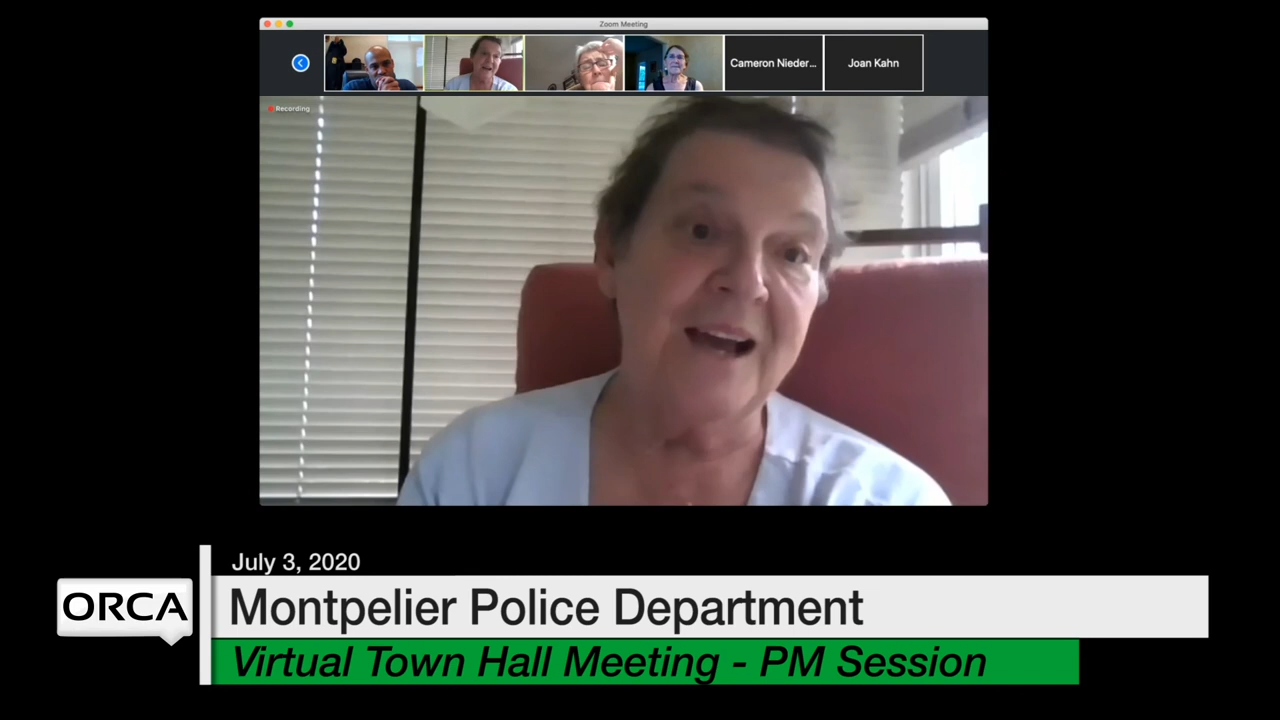 Zoom Meeting
Cameron Nieder...
Joan Kahn
Recording
July 3, 2020
ORCA
Montpelier Police Department
Virtual Town Hall Meeting - PM Session